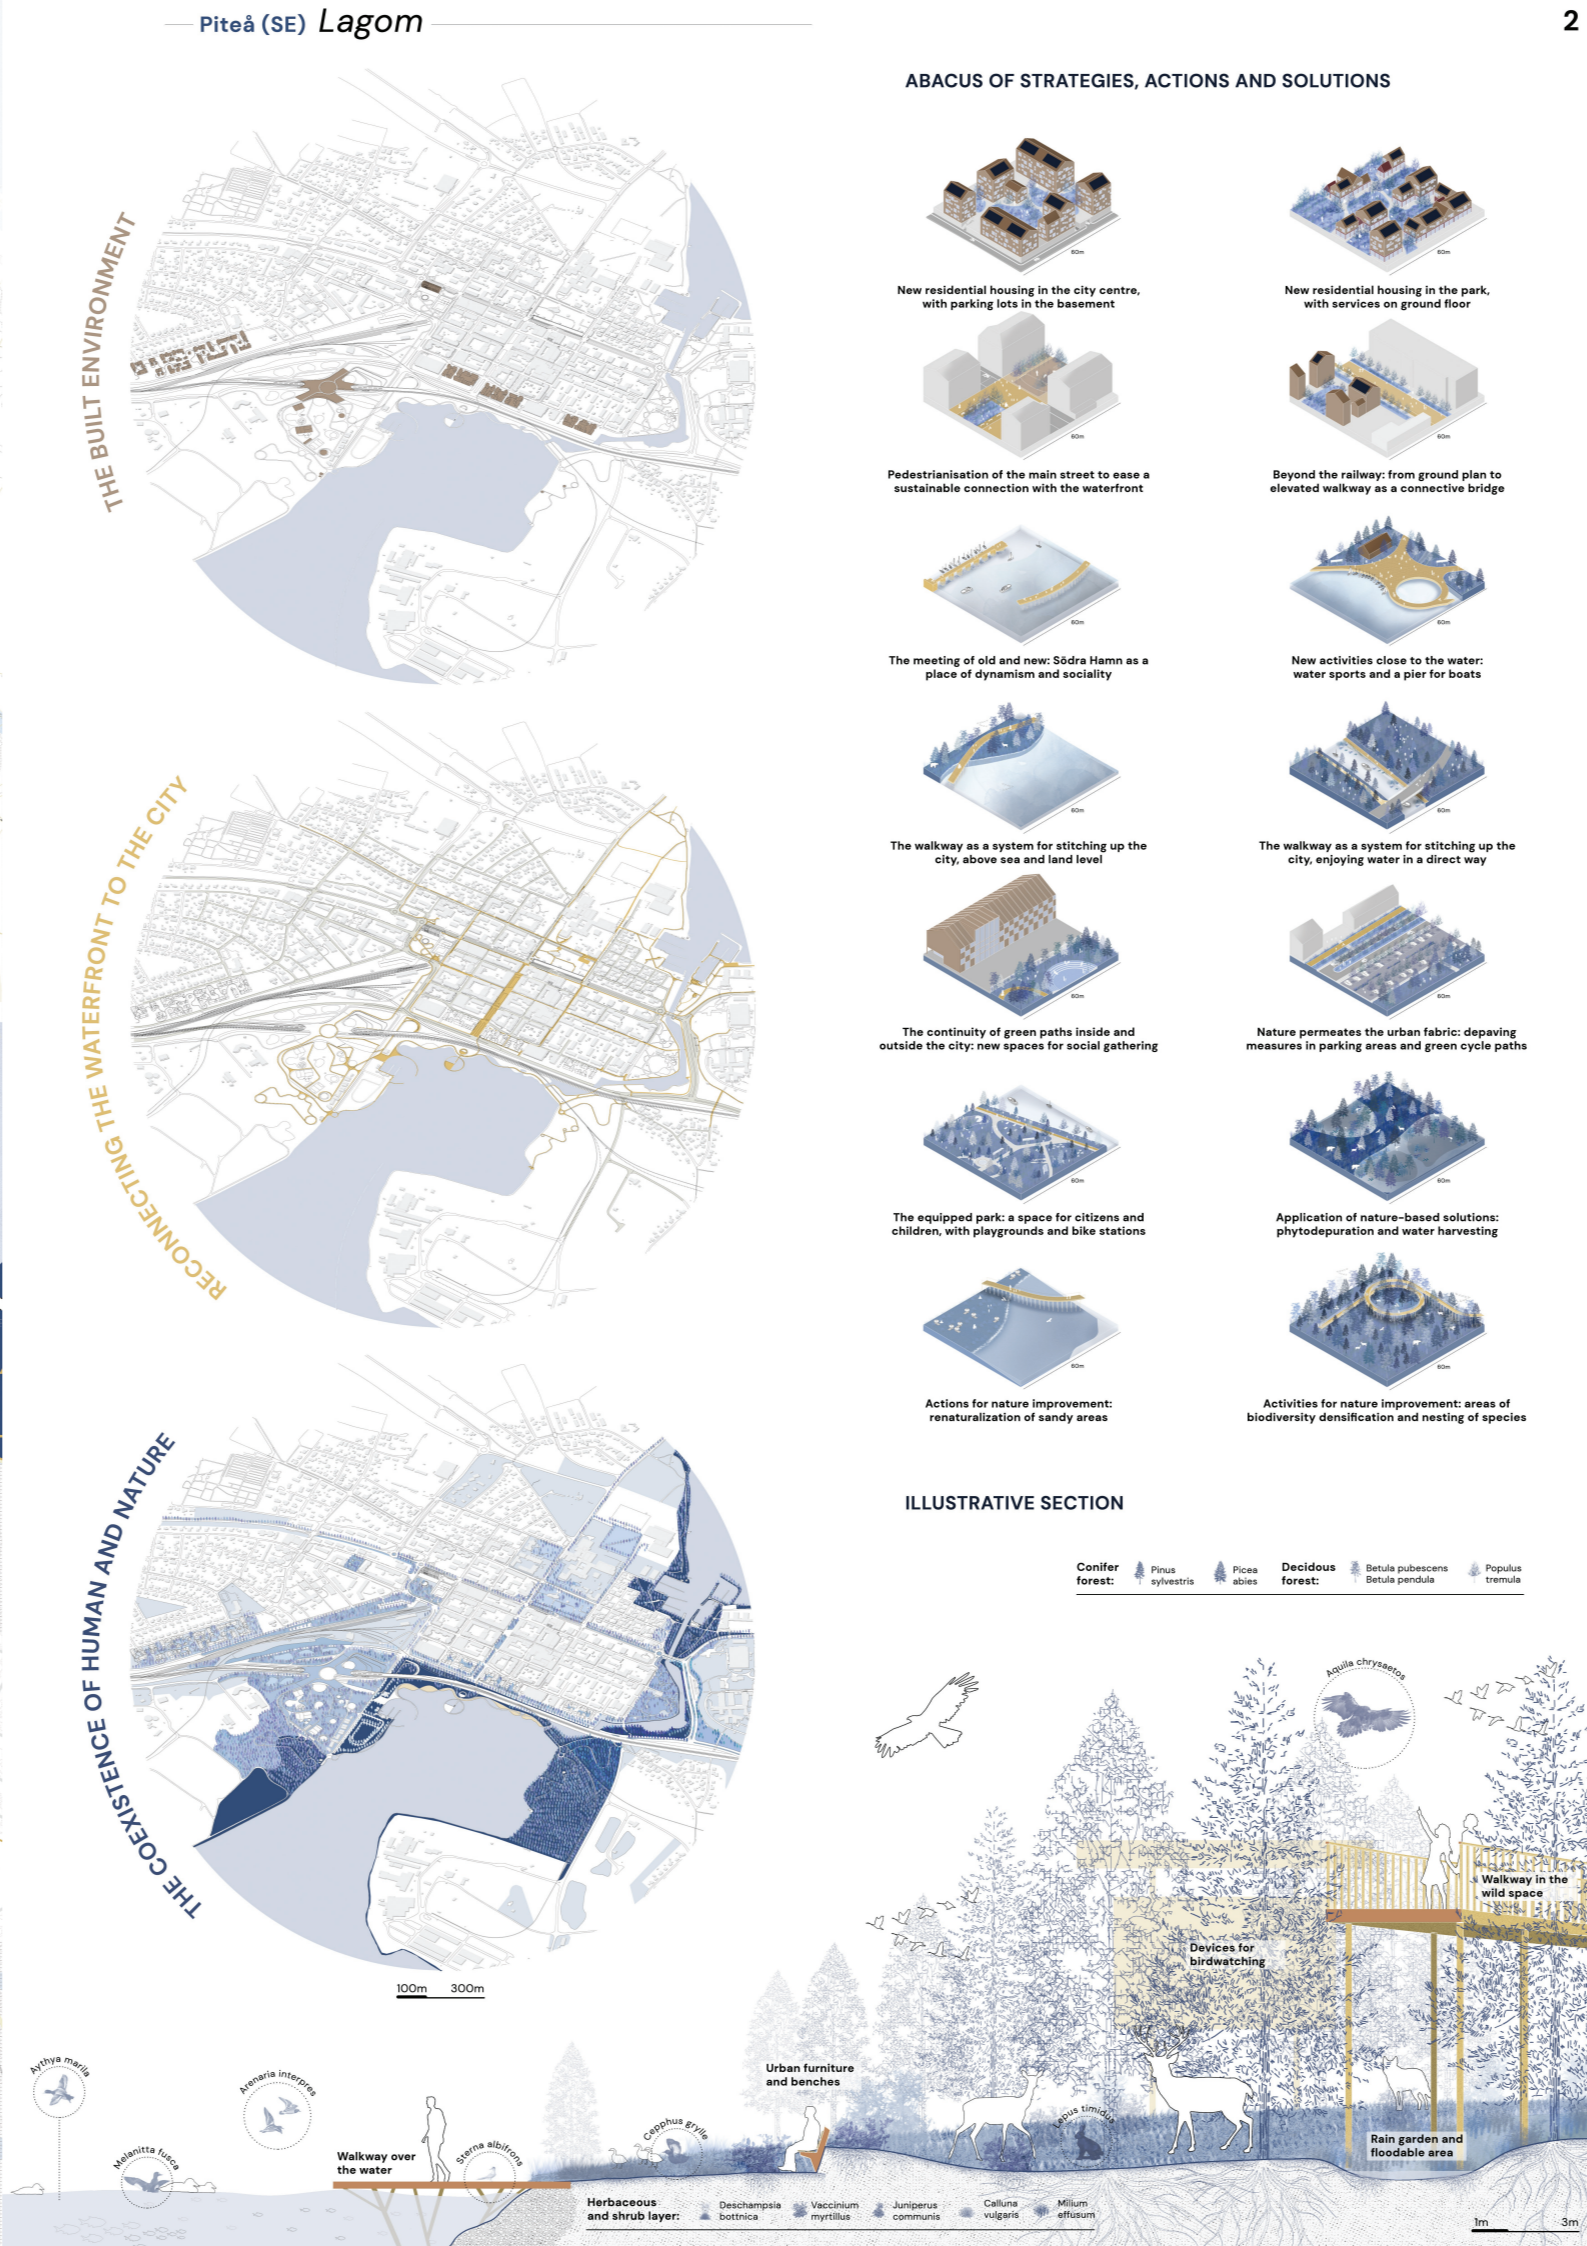 Piteå (SE) Lagom
2
THE BUILT ENVIRONMENT
RECONNECTING THE WATERFRONT TO THE CITY
THE COEXISTENCE OF HUMAN AND NATURE
100m 300m
ABACUS OF STRATEGIES, ACTIONS AND SOLUTIONS
60m
60m
New residential housing in the city centre,
with parking lots in the basement
New residential housing in the park,
with services on ground floor
60m
60m
Pedestrianisation of the main street to ease a
sustainable connection with the waterfront
Beyond the railway: from ground plan to
elevated walkway as a connective bridge
60m
60m
The meeting of old and new: Södra Hamn as a
place of dynamism and sociality
New activities close to the water:
water sports and a pier for boats
60m
60m
The walkway as a system for stitching up the
city, above sea and land level
The walkway as a system for stitching up the
city, enjoying water in a direct way
60m
60m
The continuity of green paths inside and
outside the city: new spaces for social gathering
Nature permeates the urban fabric: depaving
measures in parking areas and green cycle paths
60m
60m
The equipped park: a space for citizens and
children, with playgrounds and bike stations
Application of nature-based solutions:
phytodepuration and water harvesting
60m
60m
Actions for nature improvement:
renaturalization of sandy areas
Activities for nature improvement: areas of
biodiversity densification and nesting of species
ILLUSTRATIVE SECTION
Conifer
forest:
Pinus
sylvestris
Picea
abies
Decidous
forest:
Betula pubescens
Betula pendula
Populus
tremula
Aquila chrysaetos
Walkway in the
wild space
Devices for
birdwatching
Urban furniture
and benches
Aythya marila
Arenaria interpres
Melanitta fusca
Walkway over
the water
Sterna albifrons
Cepphus grylle
Lepus timidus
Rain garden and
floodable area
Herbaceous
and shrub layer:
Deschampsia
bottnica
Vaccinium
myrtillus
Juniperus
communis
Calluna
vulgaris
Milium
effusum
1m 3m